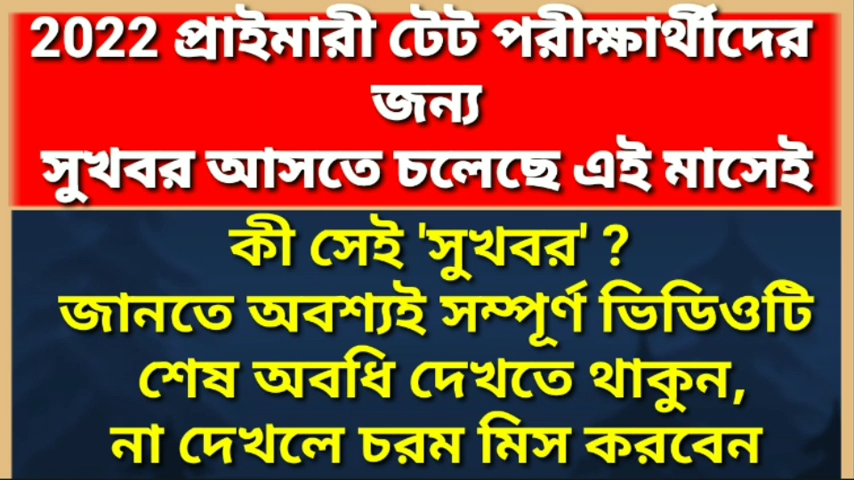 2022 প্রাইমারী টেট পরীক্ষার্থীদের
জন্য
সুখবর আসতে চলেছে এই মাসেই
কী সেই 'সুখবর' ?
জানতে অবশ্যই সম্পূর্ণ ভিডিওটি
শেষ অবধি দেখতে থাকুন,
না দেখলে চরম মিস করবেন